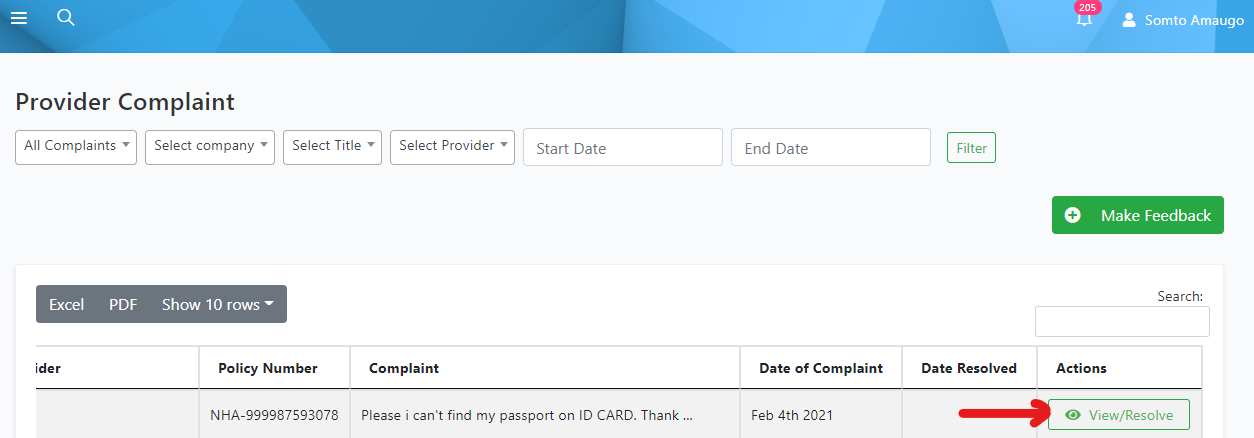 205
Somto Amaugo
Provider Complaint
All Complaints Select company Select Title Select Provider Start Date End Date Filter
Make Feedback
Excel PDF Show 10 rows
Search:
ider Policy Number Complaint Date of Complaint Date Resolved Actions
NHA-999987593078 Please i can't find my passport on ID CARD. Thank ... Feb 4th 2021 View/Resolve